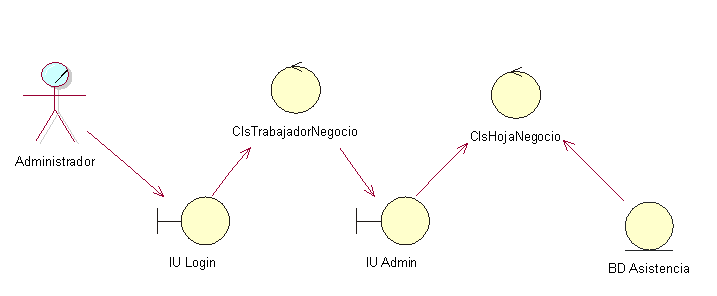 ClsTrabajadorNegocio
ClsHojaNegocio
Administrador
IU Login
IU Admin
BD Asistencia